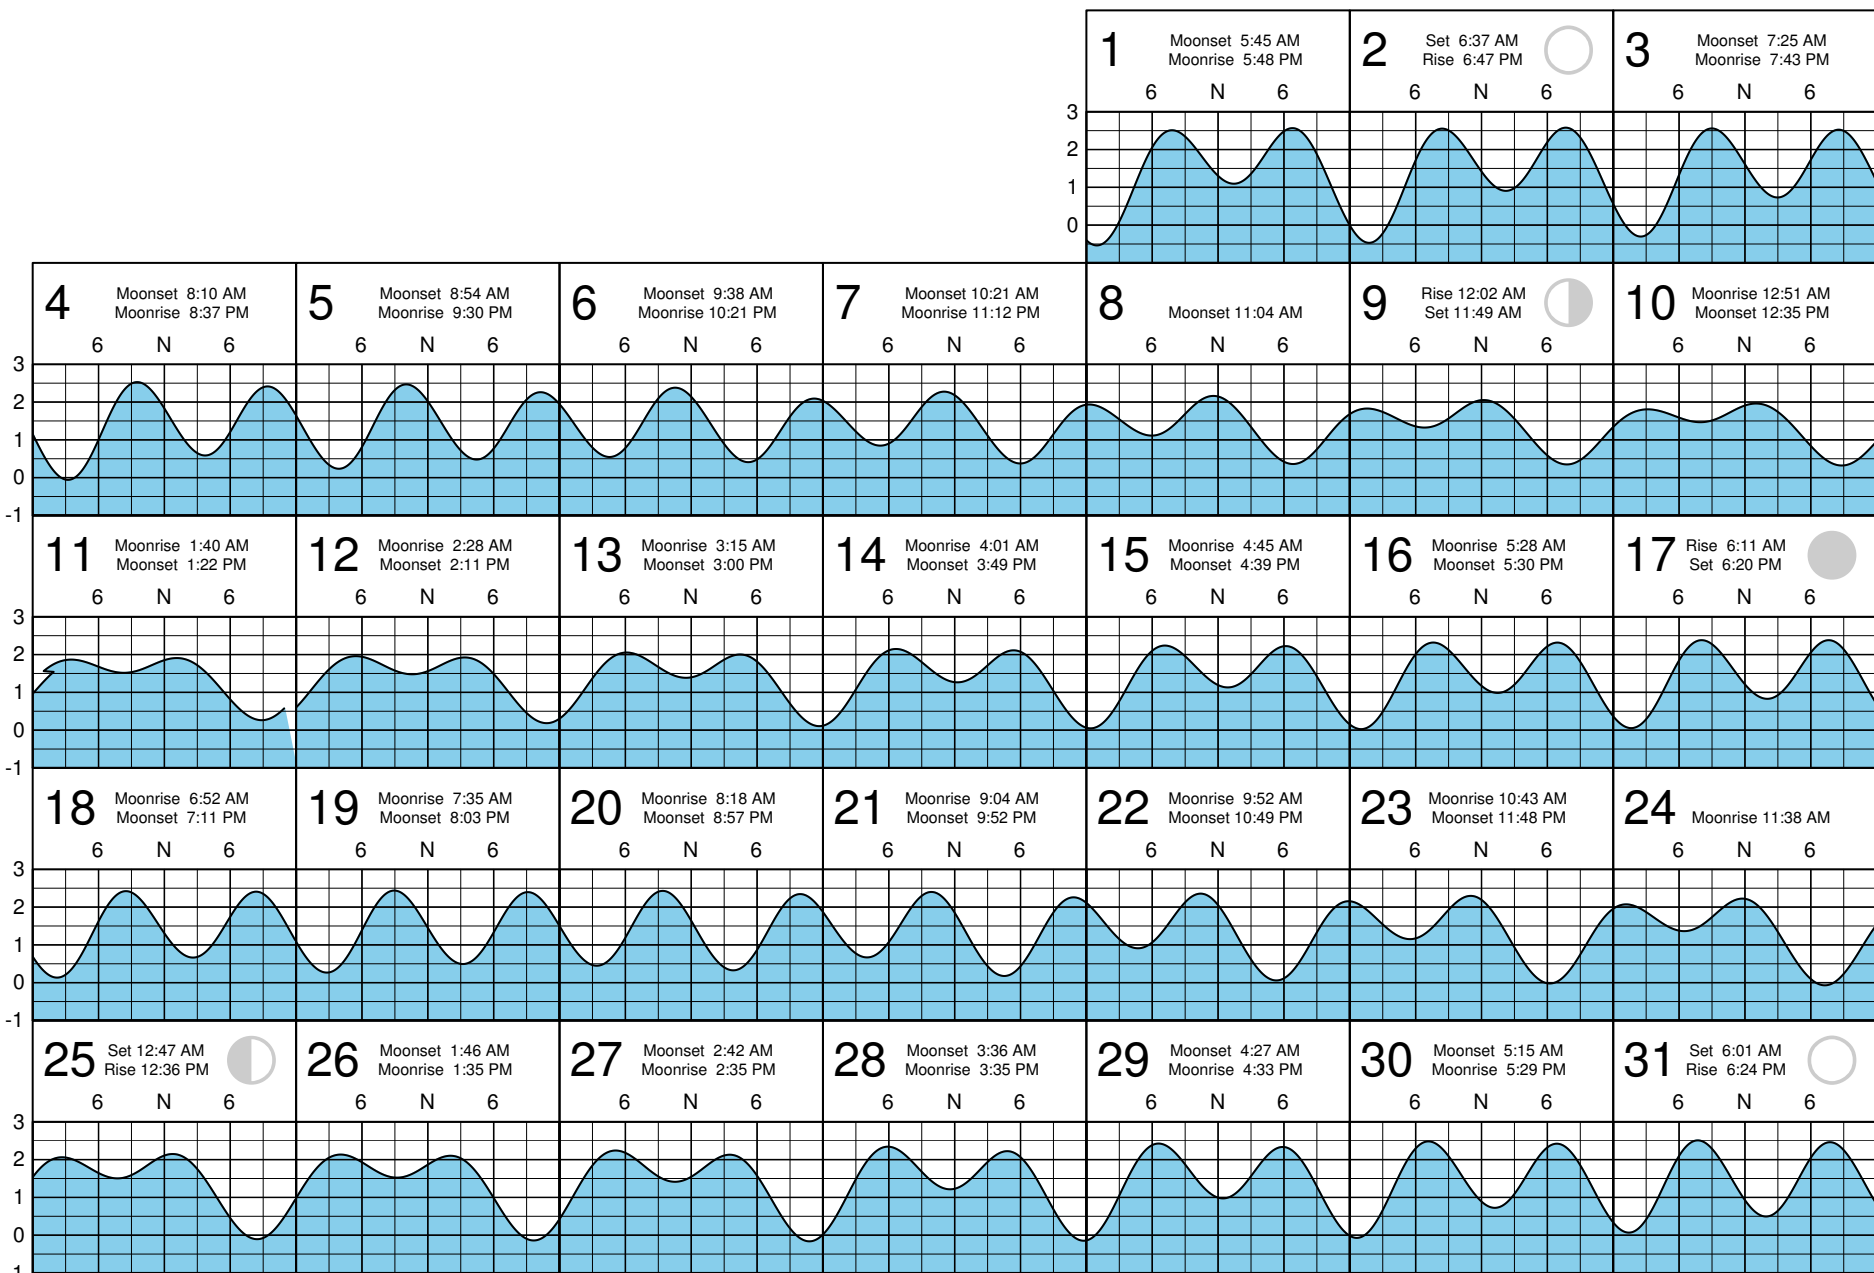 1 Moonset 5:45 AM
Moonrise 5:48 PM
2 Set 6:37 AM
Rise 6:47 PM
3 Moonset 7:25 AM
Moonrise 7:43 PM
6 N 6 6 N 6 6 N 6
3
2
1
0
4 Moonset 8:10 AM
Moonrise 8:37 PM
5 Moonset 8:54 AM
Moonrise 9:30 PM
6 Moonset 9:38 AM
Moonrise 10:21 PM
7 Moonset 10:21 AM
Moonrise 11:12 PM
8 Moonset 11:04 AM
9 Rise 12:02 AM
Set 11:49 AM
10 Moonrise 12:51 AM
Moonset 12:35 PM
6 N 6 6 N 6 6 N 6 6 N 6 6 N 6 6 N 6 6 N 6
3
2
1
0
-1
11 Moonrise 1:40 AM
Moonset 1:22 PM
12 Moonrise 2:28 AM
Moonset 2:11 PM
13 Moonrise 3:15 AM
Moonset 3:00 PM
14 Moonrise 4:01 AM
Moonset 3:49 PM
15 Moonrise 4:45 AM
Moonset 4:39 PM
16 Moonrise 5:28 AM
Moonset 5:30 PM
17 Rise 6:11 AM
Set 6:20 PM
6 N 6 6 N 6 6 N 6 6 N 6 6 N 6 6 N 6 6 N 6
3
2
1
0
-1
18 Moonrise 6:52 AM
Moonset 7:11 PM
19 Moonrise 7:35 AM
Moonset 8:03 PM
20 Moonrise 8:18 AM
Moonset 8:57 PM
21 Moonrise 9:04 AM
Moonset 9:52 PM
22 Moonrise 9:52 AM
Moonset 10:49 PM
23 Moonrise 10:43 AM
Moonset 11:48 PM
24 Moonrise 11:38 AM
6 N 6 6 N 6 6 N 6 6 N 6 6 N 6 6 N 6 6 N 6
3
2
1
0
-1
25 Set 12:47 AM
Rise 12:36 PM
26 Moonset 1:46 AM
Moonrise 1:35 PM
27 Moonset 2:42 AM
Moonrise 2:35 PM
28 Moonset 3:36 AM
Moonrise 3:35 PM
29 Moonset 4:27 AM
Moonrise 4:33 PM
30 Moonset 5:15 AM
Moonrise 5:29 PM
31 Set 6:01 AM
Rise 6:24 PM
6 N 6 6 N 6 6 N 6 6 N 6 6 N 6 6 N 6 6 N 6
3
2
1
0